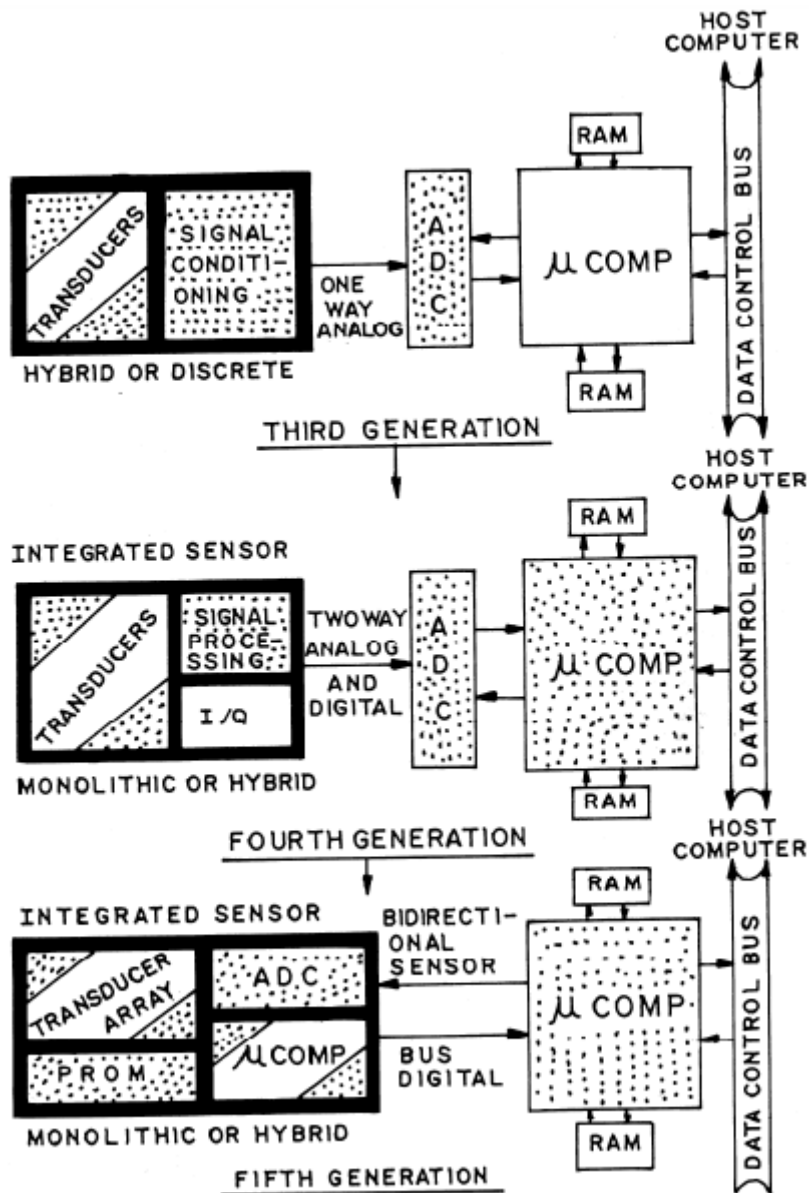 HOST
COMPUTER
RAM
TRANSDUCERS
SIGNAL
CONDITI-
ONING
ONE
WAY
ANALOG
A
D
C
μ COMP
DATA CONTROL BUS
RAM
HYBRID OR DISCRETE
THIRD GENERATION
HOST
COMPUTER
RAM
INTEGRATED SENSOR
TRANSDUCERS
SIGNAL
PROCE-
SSING
I/Q
TWO WAY
ANALOG
AND
DIGITAL
A
D
C
μ COMP
DATA CONTROL BUS
MONOLITHIC OR HYBRID
RAM
FOURTH GENERATION
HOST
COMPUTER
RAM
INTEGRATED SENSOR
BIDIRECTI-
ONAL
SENSOR
TRANSDUCER
ARRAY
ADC
PROM
μ COMP
BUS
DIGITAL
μ COMP
DATA CONTROL BUS
MONOLITHIC OR HYBRID
RAM
FIFTH GENERATION